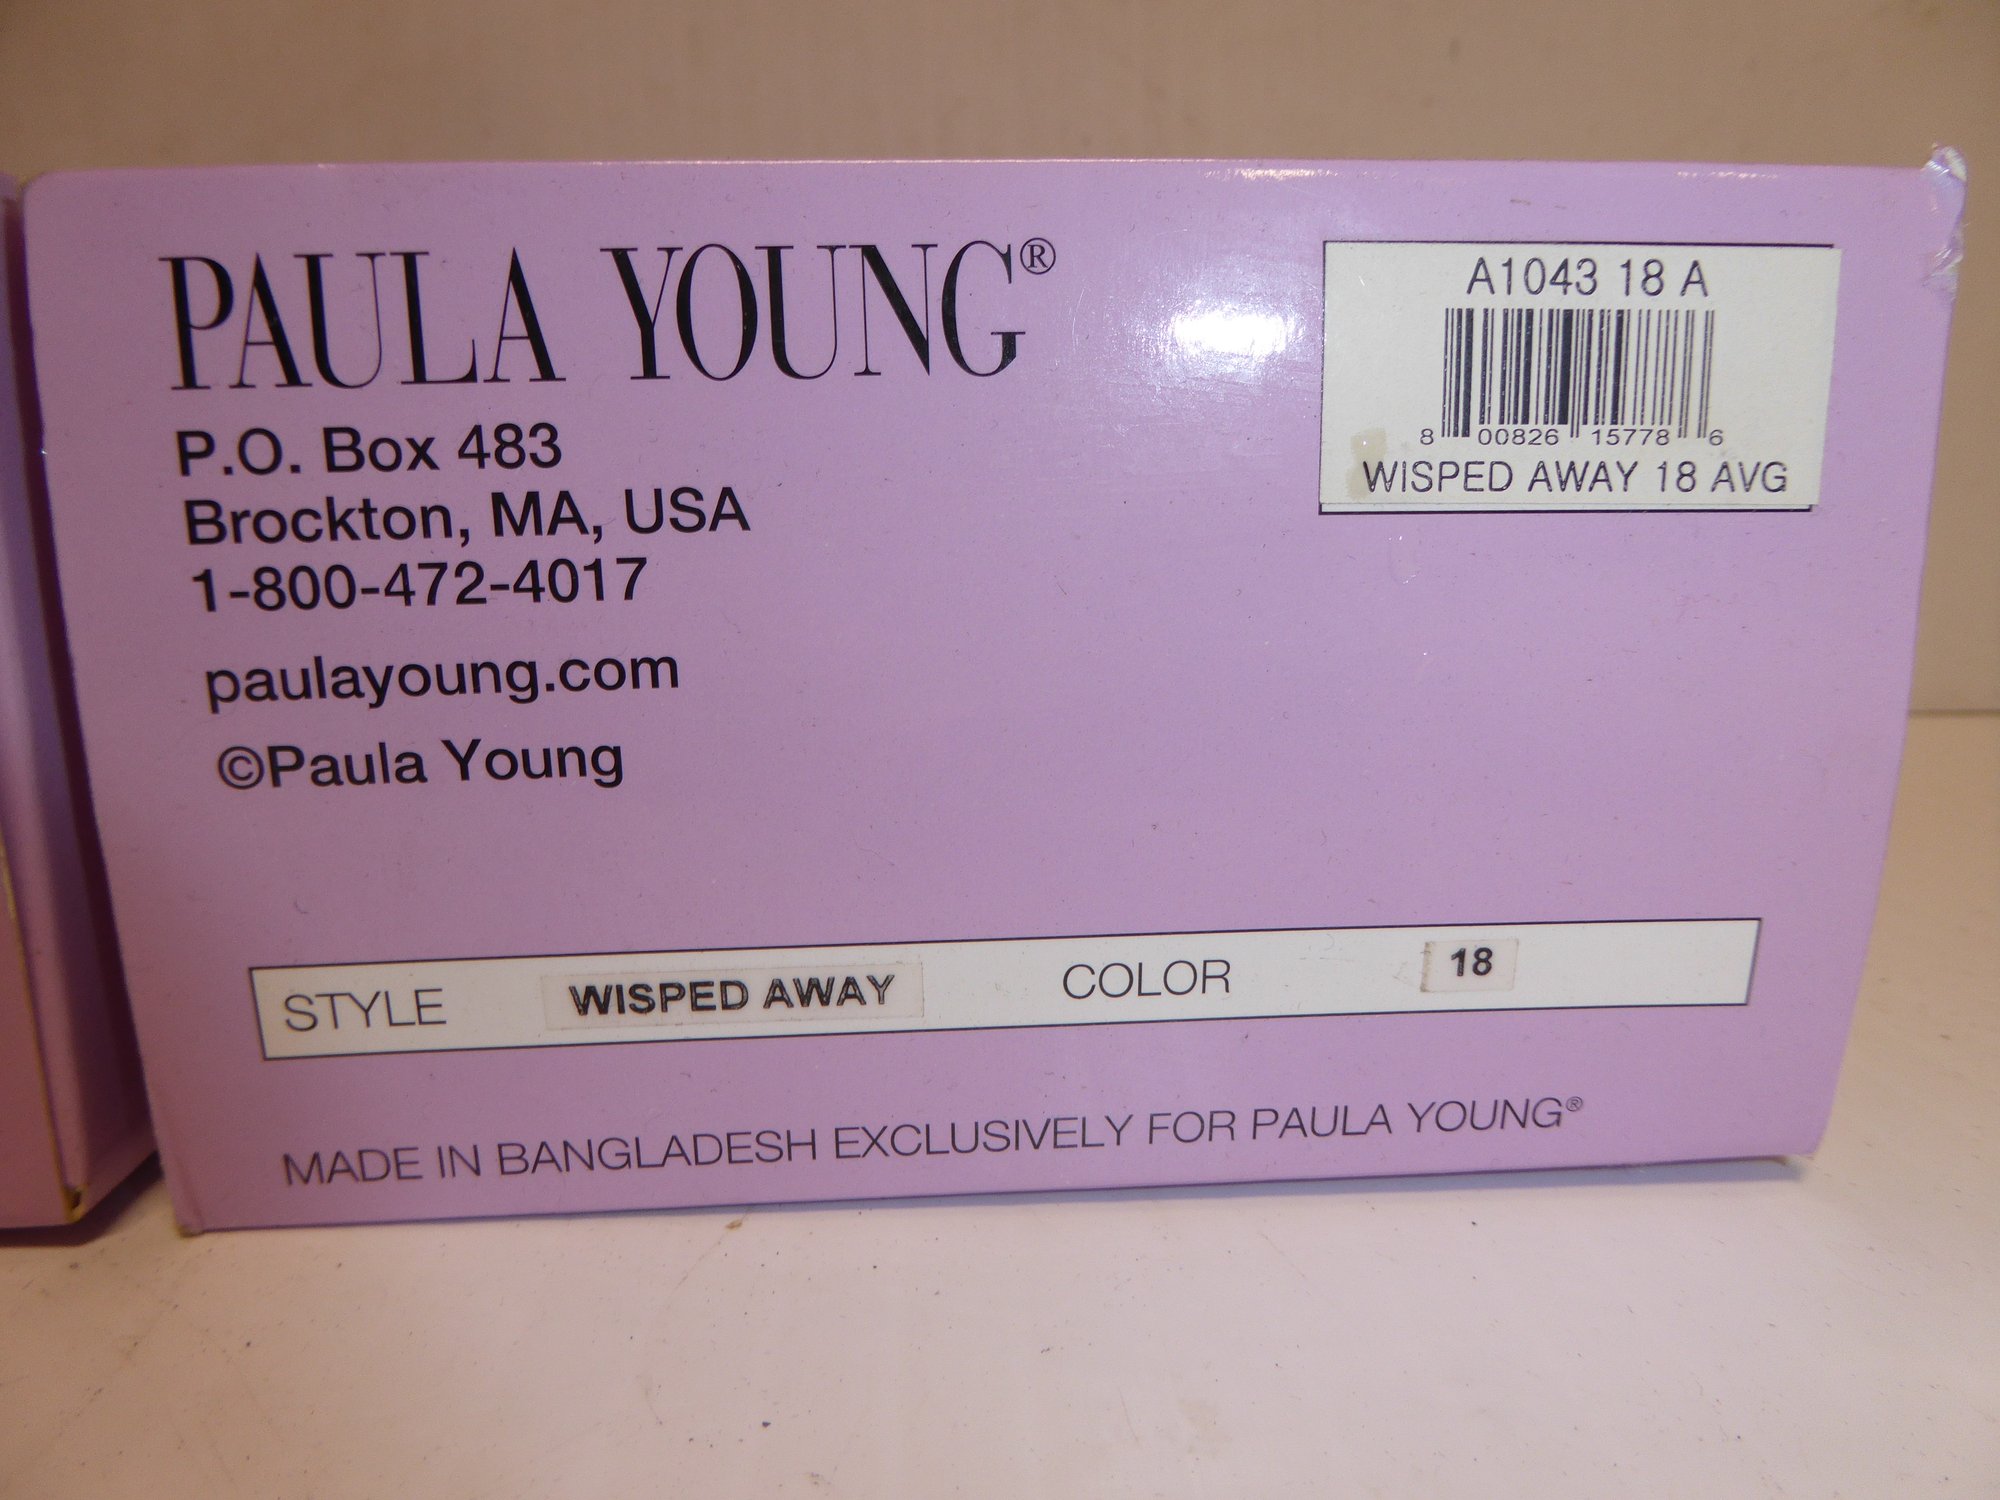 PAULA YOUNG®
P.O. Box 483
Brockton, MA, USA
1-800-472-4017
paulayoung.com
©Paula Young
A1043 18 A
8 00826 15778 6
WISPED AWAY 18 AVG
STYLE WISPED AWAY COLOR 18
MADE IN BANGLADESH EXCLUSIVELY FOR PAULA YOUNG®